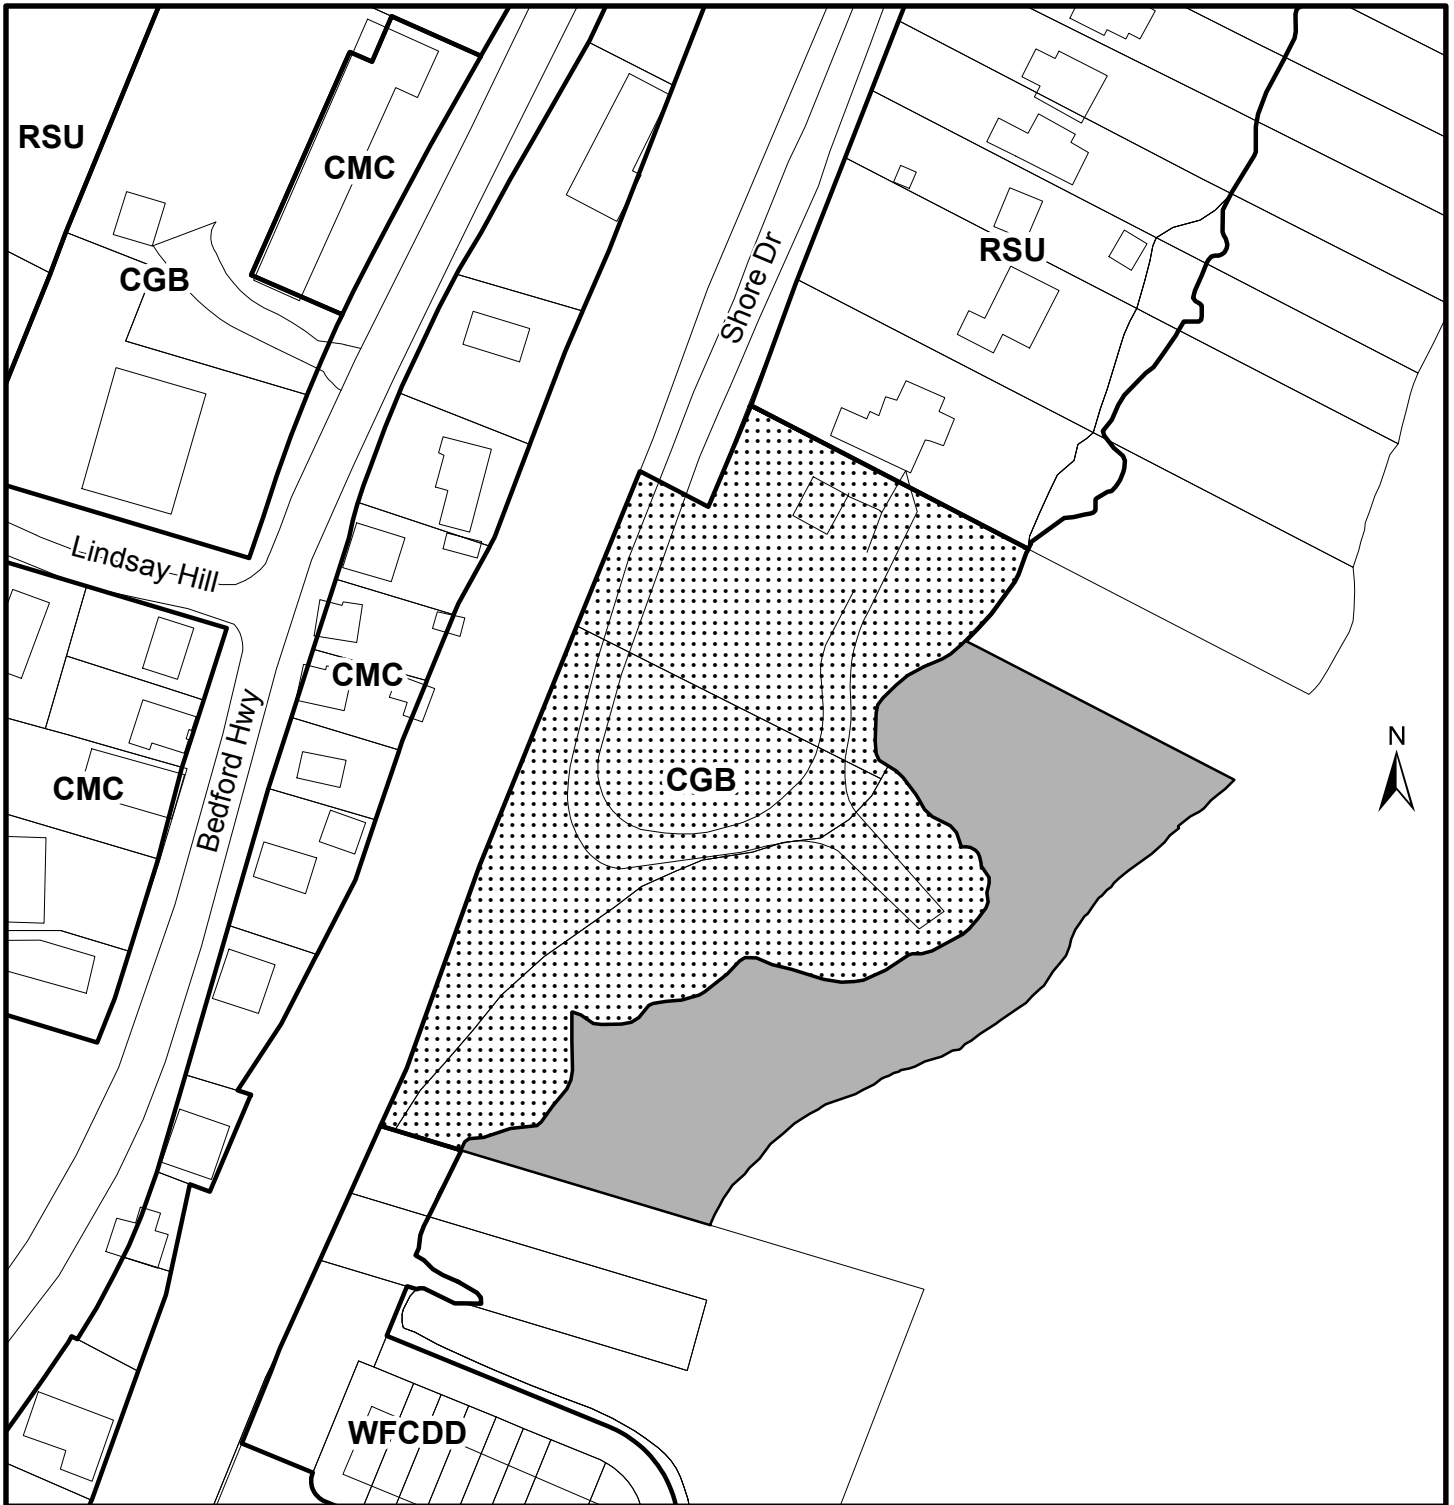 RSU
CMC
CGB
Shore Dr
RSU
Lindsay Hill
CMC
Bedford Hwy
CMC
CGB
N
WFCDD